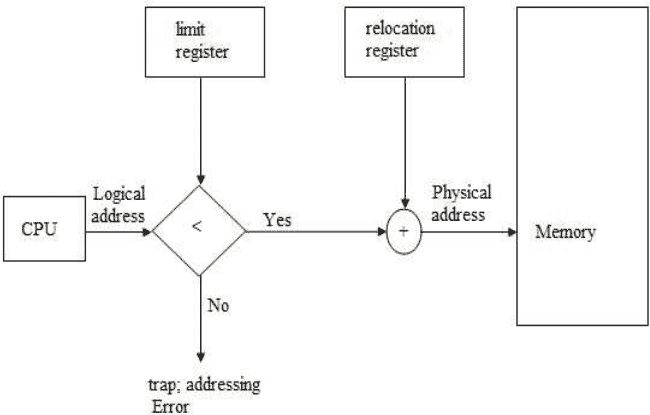 limit
register
relocation
register
Logical
address
Physical
address
CPU
<
Yes
+
Memory
No
trap; addressing
Error